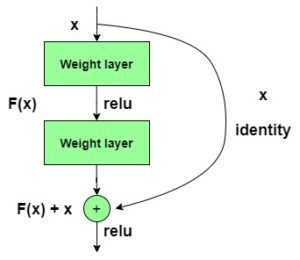 x
Weight layer
F(x)
relu
x
identity
Weight layer
F(x) + x
+
relu